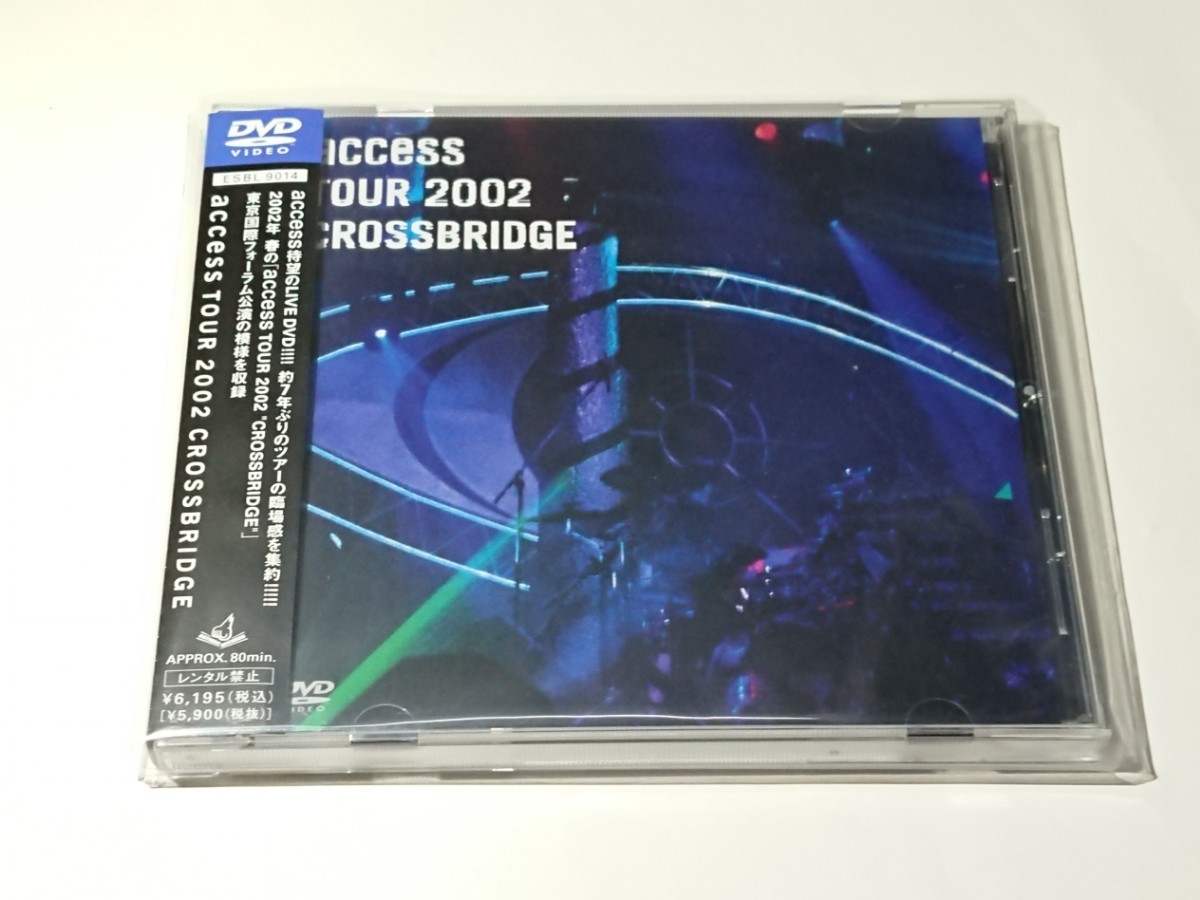 DVD
VIDEO
ESBL 9014
access待望のLIVE DVD!!!! 約7年ぶりのツアーの臨場感を集約!!!!!
2002年 春の「access TOUR 2002 "CROSSBRIDGE"」
東京国際フォーラム公演の模様を収録
access TOUR 2002 CROSSBRIDGE
APPROX. 80min.
レンタル禁止
¥6,195(税込)
[¥5,900(税抜)]
access
TOUR 2002
CROSSBRIDGE
DVD
VIDEO